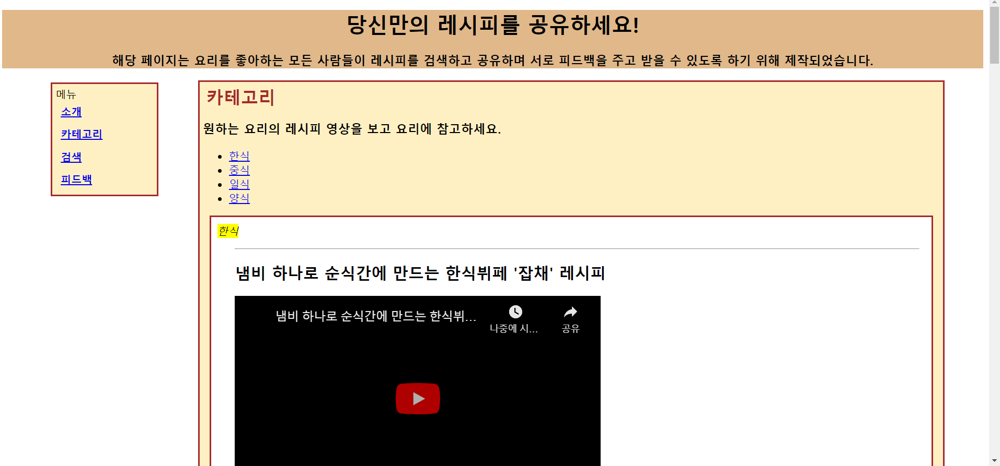 당신만의 레시피를 공유하세요!
해당 페이지는 요리를 좋아하는 모든 사람들이 레시피를 검색하고 공유하며 서로 피드백을 주고 받을 수 있도록 하기 위해 제작되었습니다.
메뉴
소개
카테고리
검색
피드백
카테고리
원하는 요리의 레시피 영상을 보고 요리에 참고하세요.
한식
중식
일식
양식
한식
냄비 하나로 순식간에 만드는 한식뷔페 '잡채' 레시피
냄비 하나로 순식간에 만드는 한식뷔...
나중에 시...
공유